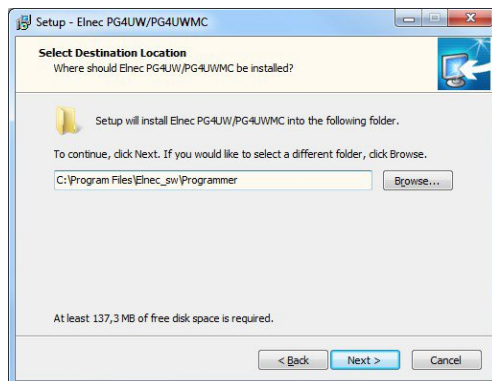 Setup - Elnec PG4UW/PG4UWMC
Select Destination Location
Where should Elnec PG4UW/PG4UWMC be installed?
Setup will install Elnec PG4UW/PG4UWMC into the following folder.
To continue, click Next. If you would like to select a different folder, click Browse.
C:\Program Files\Elnec_sw\Programmer
Browse...
At least 137,3 MB of free disk space is required.
< Back
Next >
Cancel